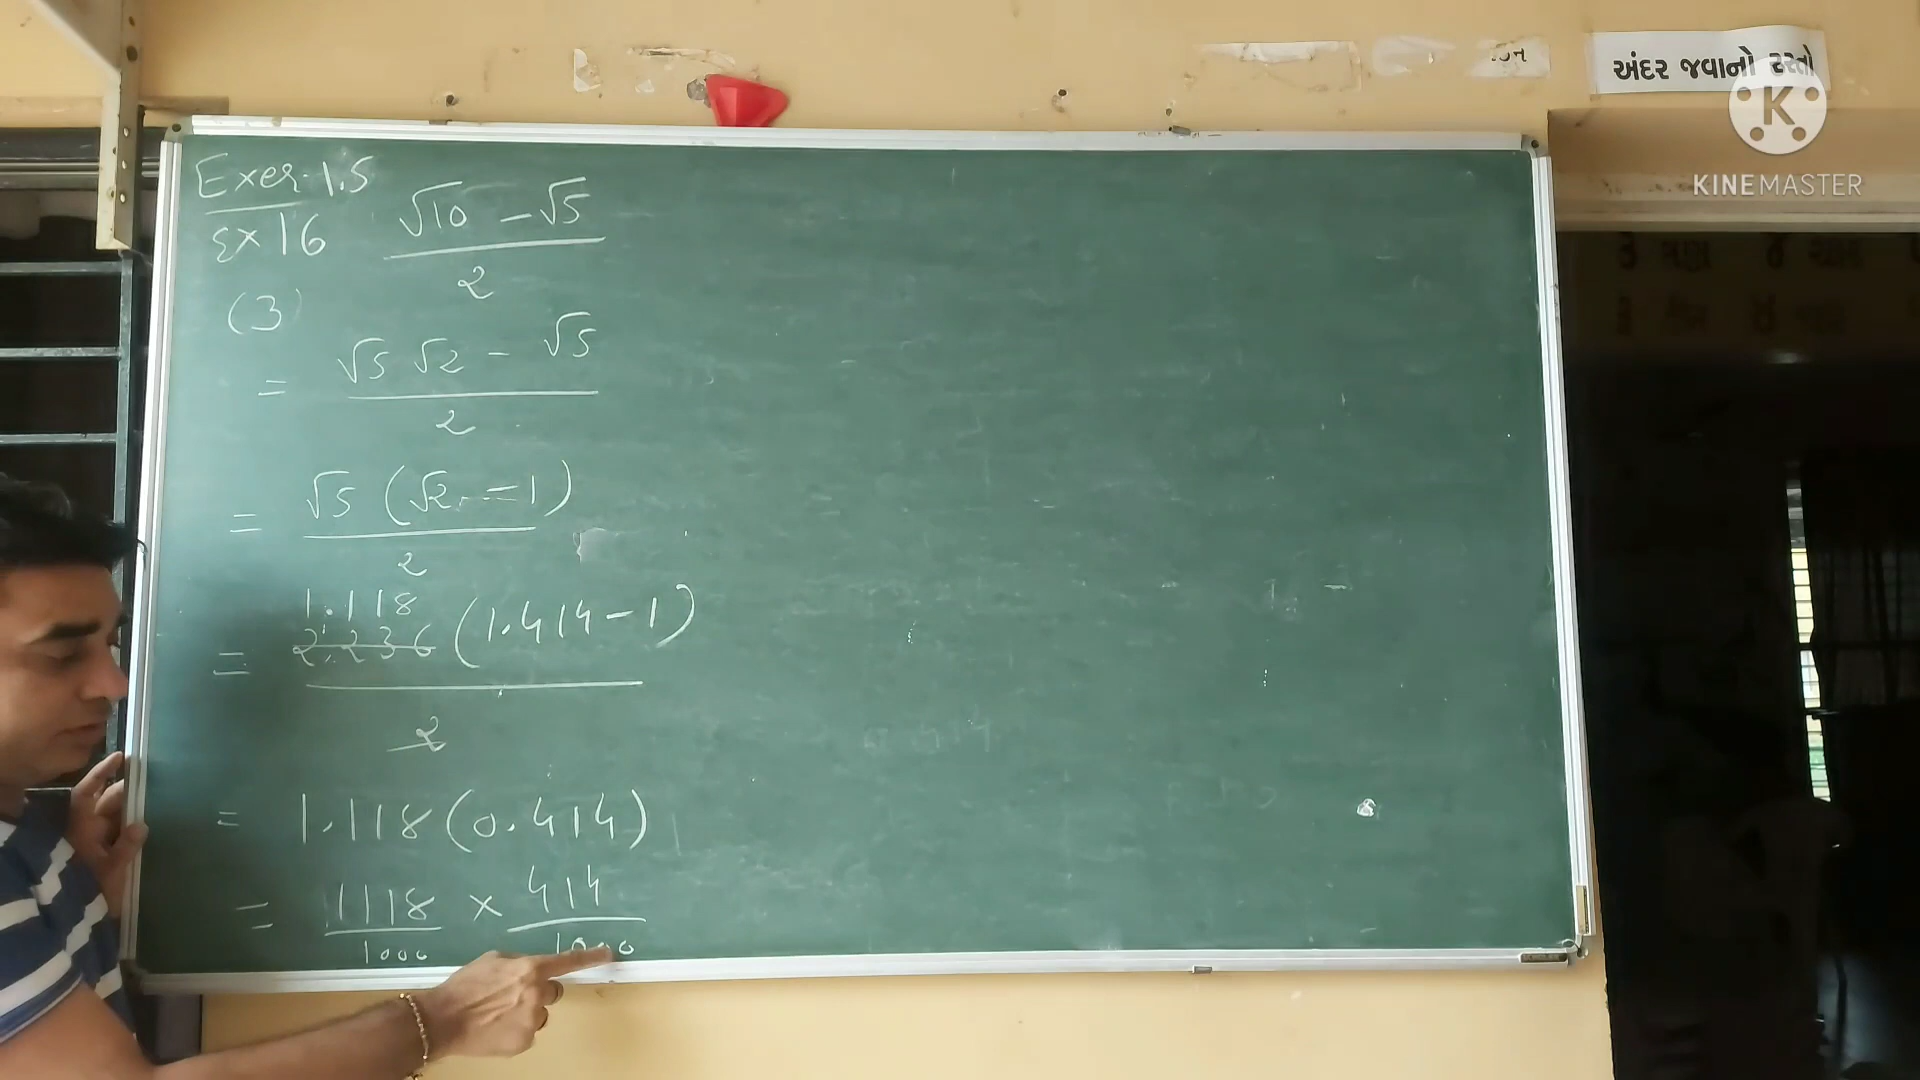 અંદર જવાનો રસ્તો
KINEMASTER
Exer-1.5
Ex 16
(3)
√10 - √5
2
= √5 √2 - √5
2
= √5 (√2 - 1)
2
1.118
= 2.236 (1.414 - 1)
2
= 1.118 (0.414)
= 1118 × 414
1000 1000